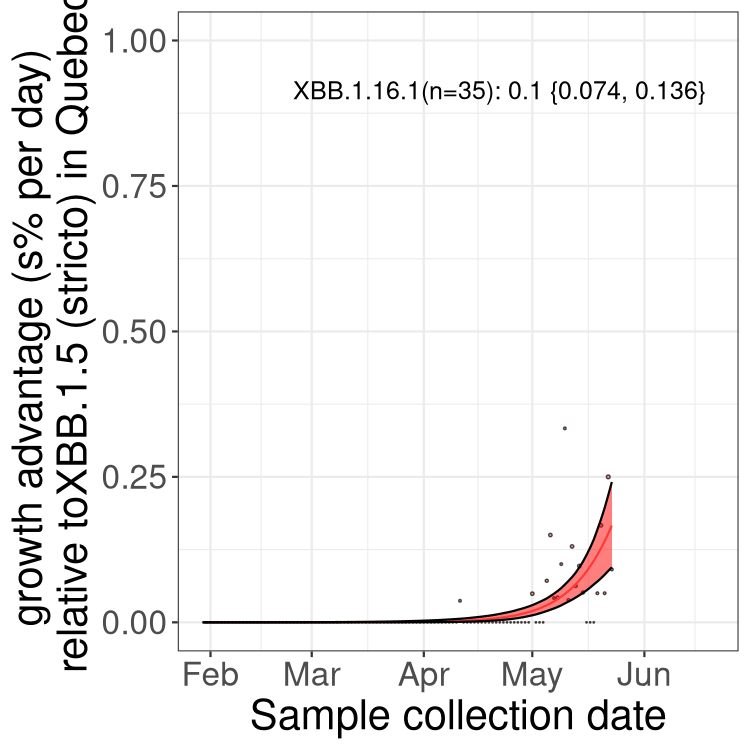 growth advantage (s% per day)
relative toXBB.1.5 (stricto) in Quebec
1.00
0.75
0.50
0.25
0.00
XBB.1.16.1(n=35): 0.1 {0.074, 0.136}
Feb Mar Apr May Jun
Sample collection date